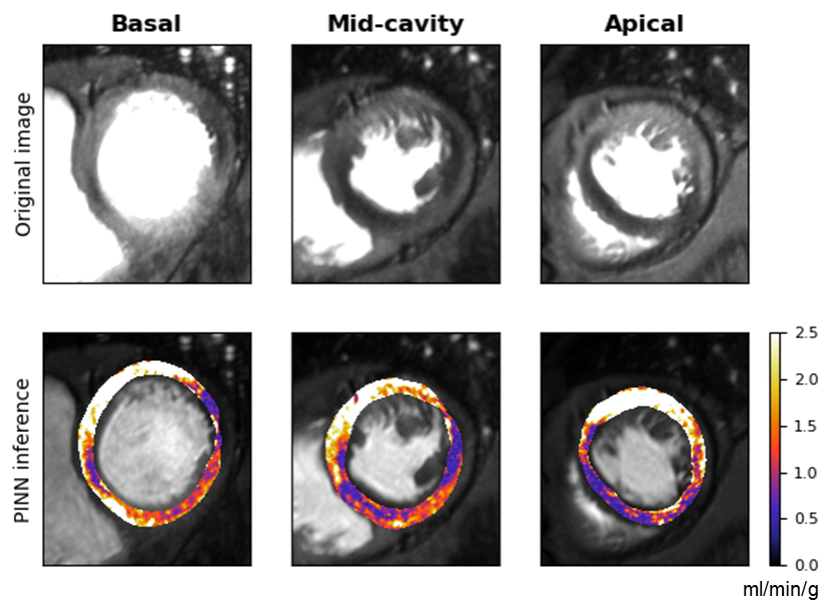 Basal
Mid-cavity
Apical
Original image
PINN inference
2.5
2.0
1.5
1.0
0.5
0.0
ml/min/g